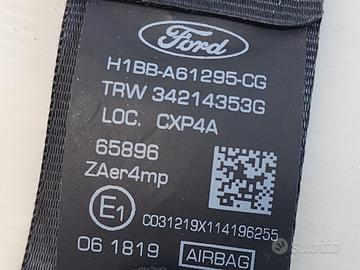 Ford
H1BB-A61295-CG
TRW 34214353G
LOC. CXP4A
65896
ZAer4mp
E1
C031219X114196255
06 1819 AIRBAG
subito